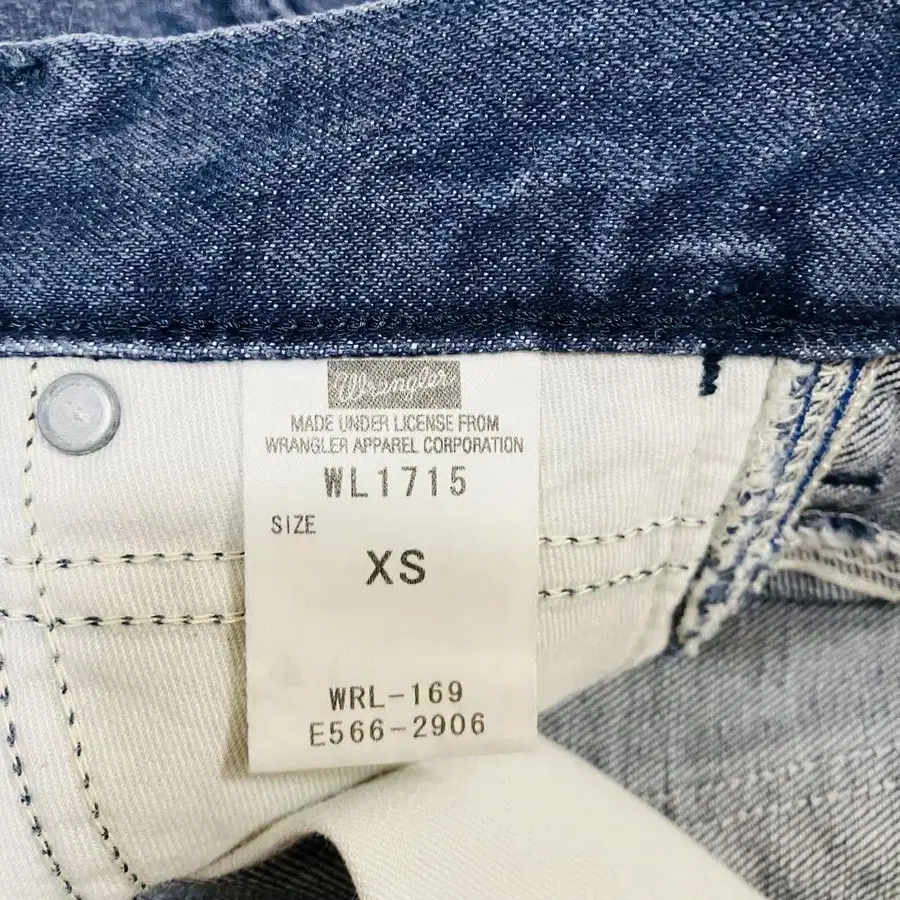 Wrangler
MADE UNDER LICENSE FROM
WRANGLER APPAREL CORPORATION
WL1715
SIZE
XS
WRL-169
E566-2906